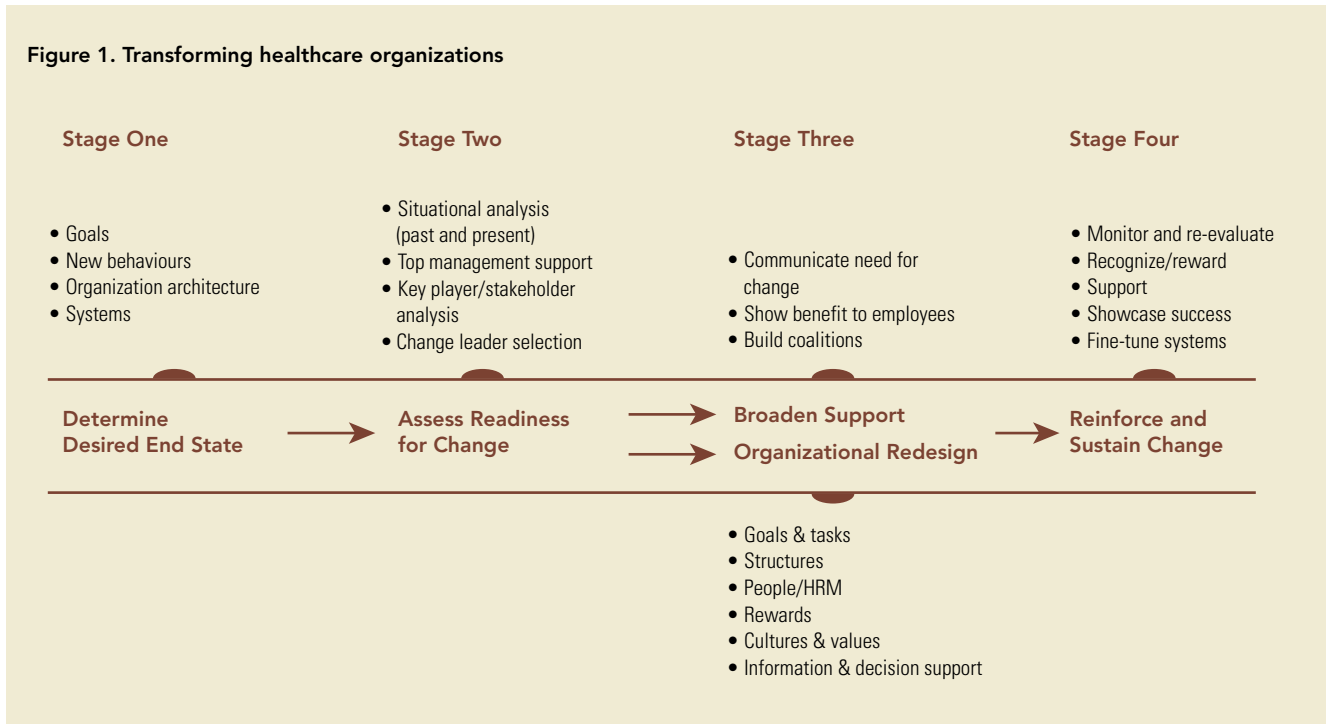 Figure 1. Transforming healthcare organizations
Stage One
Stage Two
Stage Three
Stage Four
• Goals
• New behaviours
• Organization architecture
• Systems
• Situational analysis
(past and present)
• Top management support
• Key player/stakeholder
analysis
• Change leader selection
• Communicate need for
change
• Show benefit to employees
• Build coalitions
• Monitor and re-evaluate
• Recognize/reward
• Support
• Showcase success
• Fine-tune systems
Determine
Desired End State
Assess Readiness
for Change
Broaden Support
Organizational Redesign
Reinforce and
Sustain Change
• Goals & tasks
• Structures
• People/HRM
• Rewards
• Cultures & values
• Information & decision support